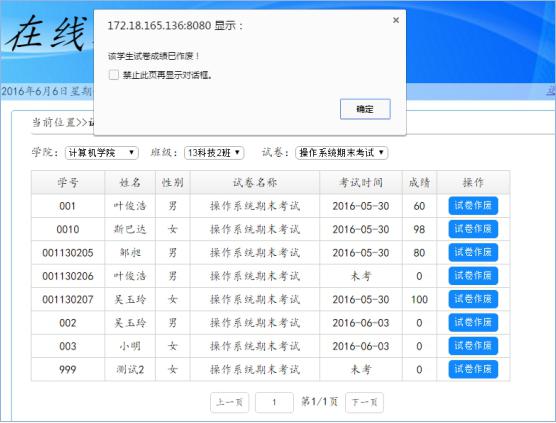 在线
172.18.165.136:8080 显示：
该学生试卷成绩已作废！
禁止此页再显示对话框。
确定
2016年6月6日星期
当前位置>>
学院： 计算机学院 班级： 13科技2班 试卷： 操作系统期末考试
学号 姓名 性别 试卷名称 考试时间 成绩 操作
001 叶俊浩 男 操作系统期末考试 2016-05-30 60 试卷作废
0010 斯巴达 女 操作系统期末考试 2016-05-30 98 试卷作废
001130205 邹昶 男 操作系统期末考试 2016-05-30 80 试卷作废
001130206 叶俊浩 男 操作系统期末考试 未考 0 试卷作废
001130207 吴玉玲 女 操作系统期末考试 2016-05-30 100 试卷作废
002 吴玉玲 男 操作系统期末考试 2016-06-03 0 试卷作废
003 小明 女 操作系统期末考试 2016-06-03 0 试卷作废
999 测试2 女 操作系统期末考试 未考 0 试卷作废
上一页 1 第1/1页 下一页